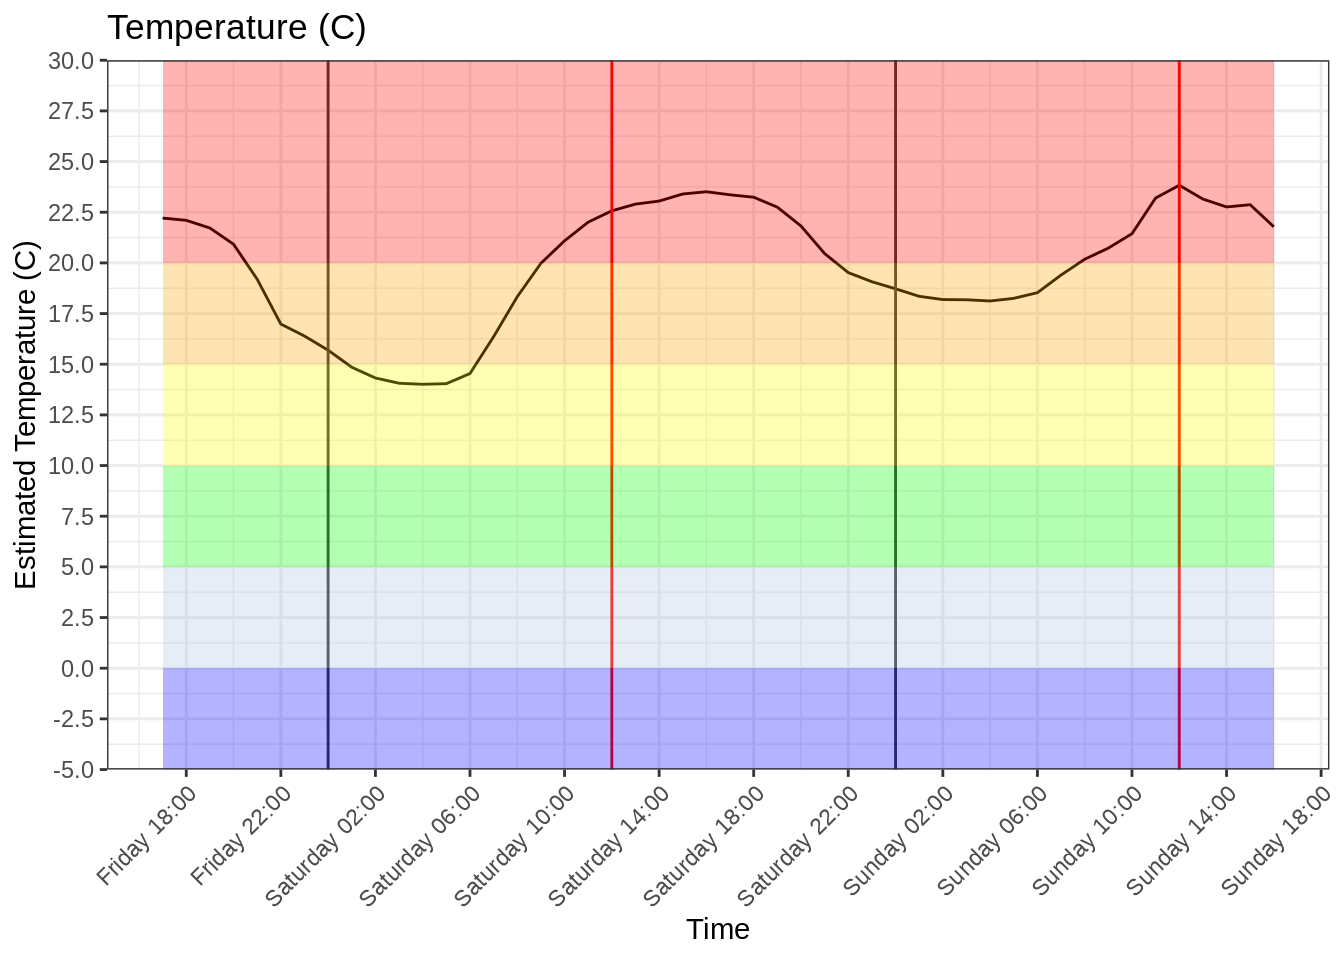 Temperature (C)
30.0
27.5
25.0
22.5
20.0
17.5
15.0
12.5
10.0
7.5
5.0
2.5
0.0
-2.5
-5.0
Estimated Temperature (C)
Friday 18:00
Friday 22:00
Saturday 02:00
Saturday 06:00
Saturday 10:00
Saturday 14:00
Saturday 18:00
Saturday 22:00
Sunday 02:00
Sunday 06:00
Sunday 10:00
Sunday 14:00
Sunday 18:00
Time